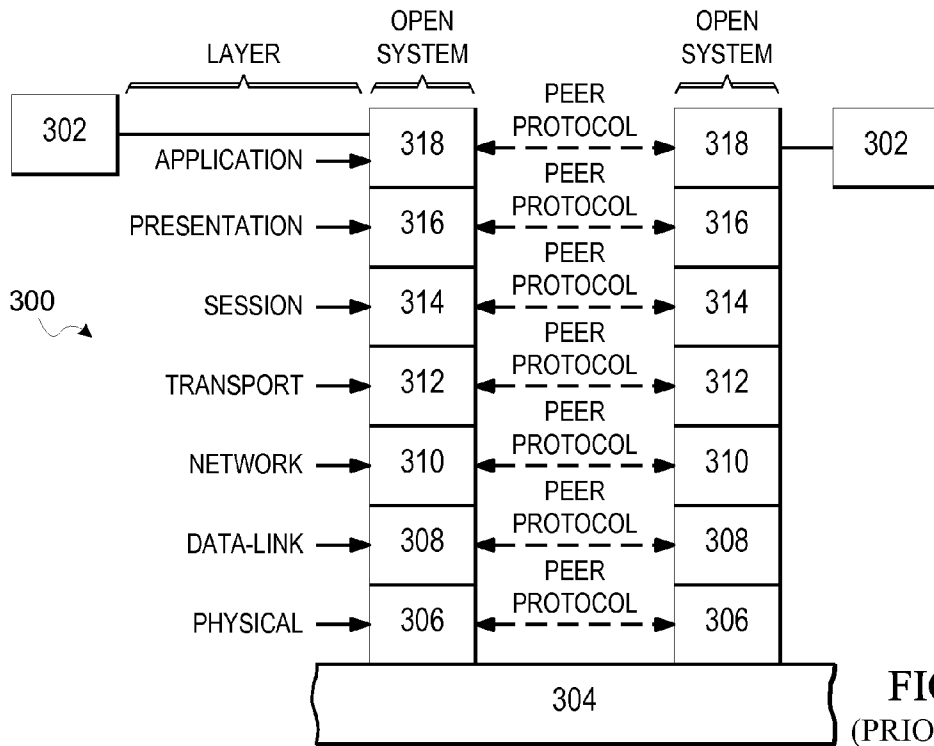 OPEN SYSTEM
OPEN SYSTEM
LAYER
302
318
PEER PROTOCOL
318
302
APPLICATION
PRESENTATION
316
PEER PROTOCOL
316
300
SESSION
314
PEER PROTOCOL
314
TRANSPORT
312
PEER PROTOCOL
312
NETWORK
310
PEER PROTOCOL
310
DATA-LINK
308
PEER PROTOCOL
308
PHYSICAL
306
PEER PROTOCOL
306
304